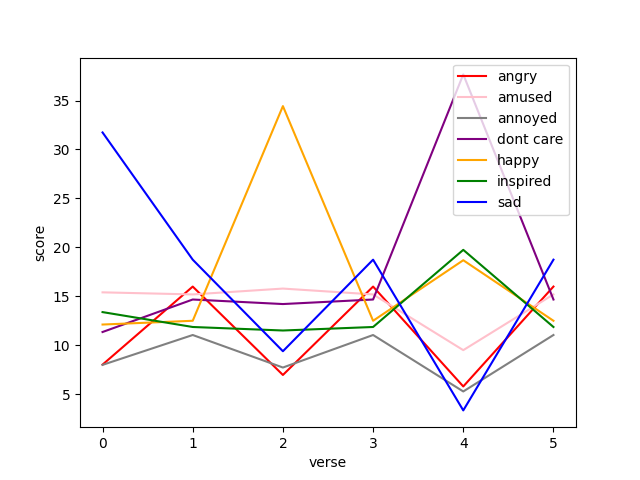 35
30
25
20
15
10
5
score
0 1 2 3 4 5
verse
angry
amused
annoyed
dont care
happy
inspired
sad